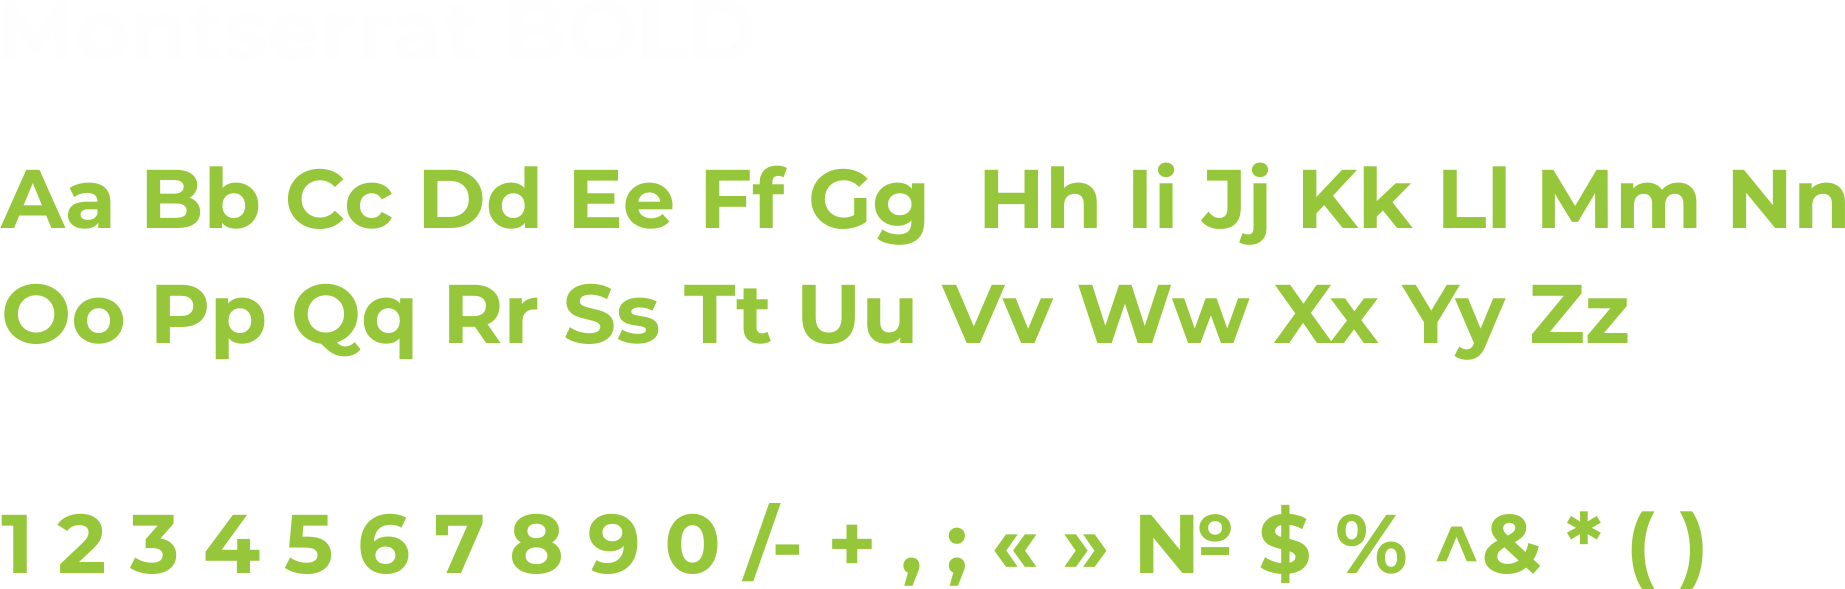 Montserrat BOLD
Aa Bb Cc Dd Ee Ff Gg Hh Ii Jj Kk Ll Mm Nn
Oo Pp Qq Rr Ss Tt Uu Vv Ww Xx Yy Zz
1 2 3 4 5 6 7 8 9 0 /- + , ; « » № $ % ^& * ( )